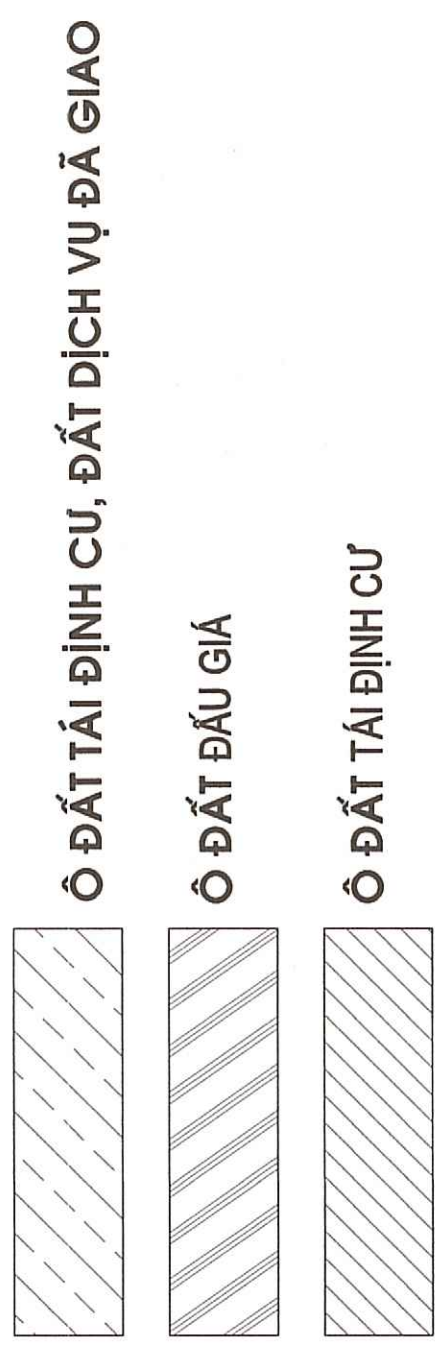 Ô ĐẤT TÁI ĐỊNH CƯ, ĐẤT DỊCH VỤ ĐÃ GIAO
Ô ĐẤT ĐẤU GIÁ
Ô ĐẤT TÁI ĐỊNH CƯ